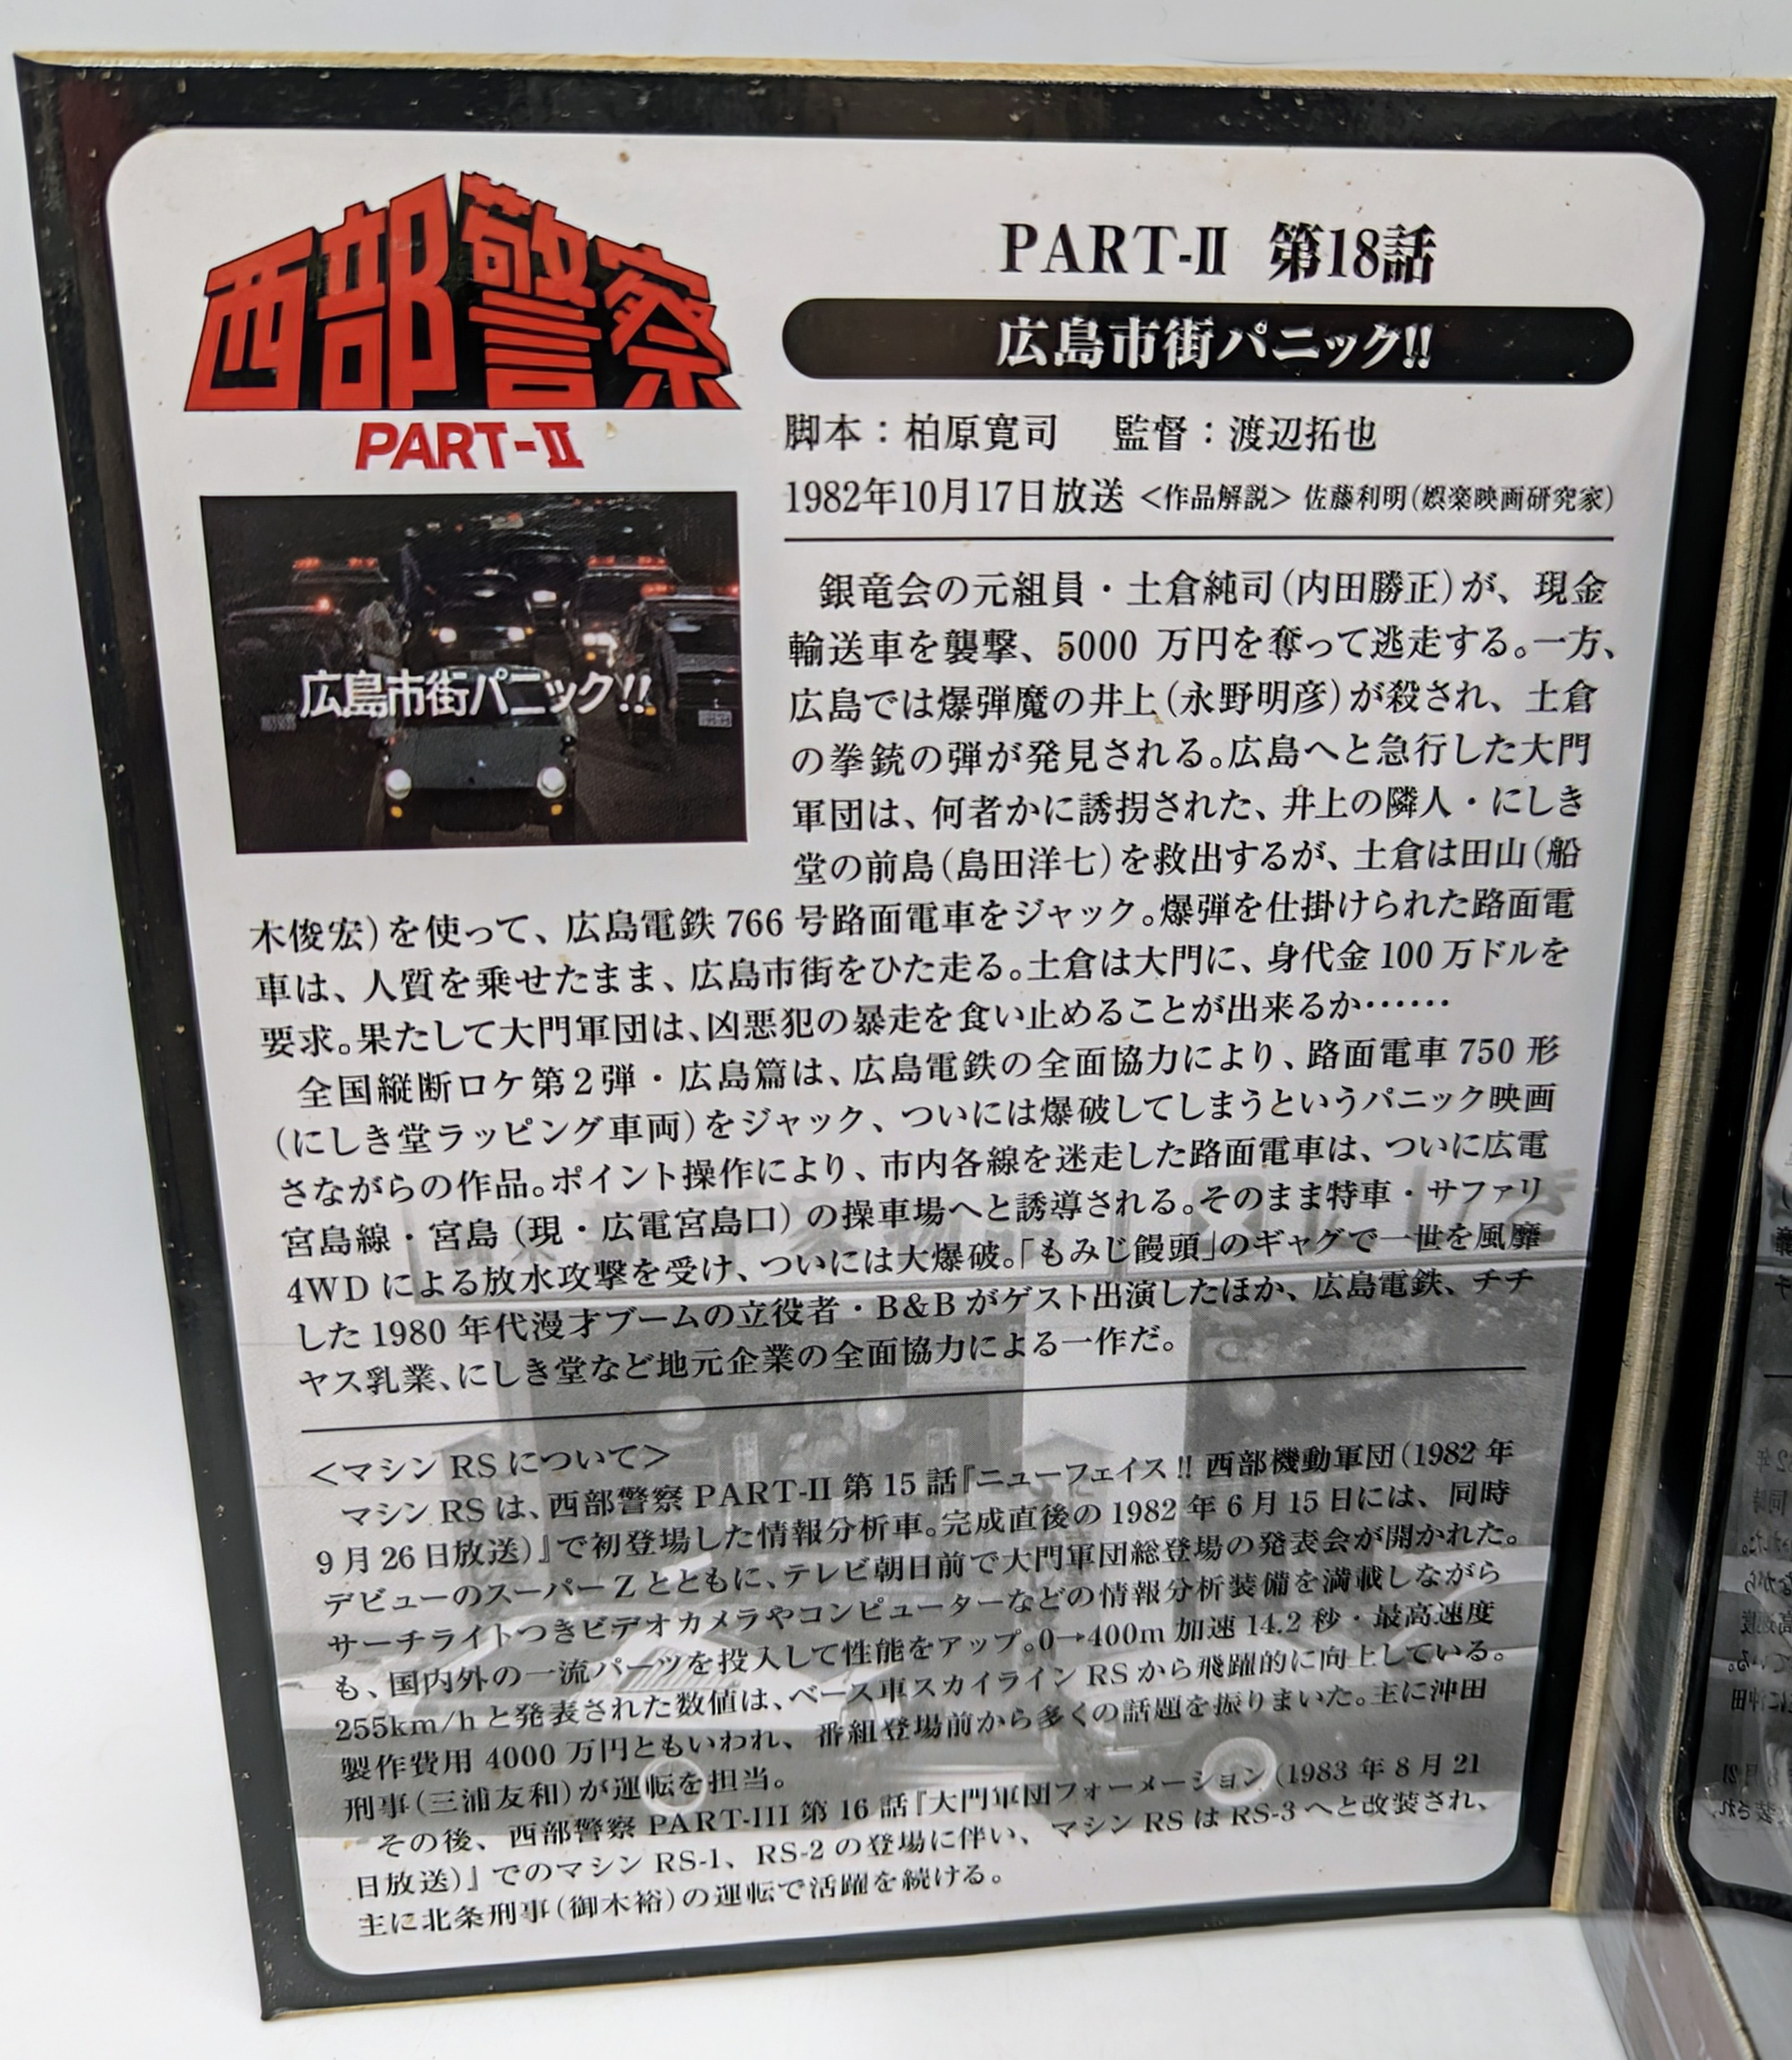 西部警察
PART-II
広島市街パニック!!
PART-II 第18話
広島市街パニック!!
脚本：柏原寛司 監督：渡辺拓也
1982年10月17日放送 <作品解説> 佐藤利明(娯楽映画研究家)
銀竜会の元組員・土倉純司(内田勝正)が、現金
輸送車を襲撃、5000 万円を奪って逃走する。一方、
広島では爆弾魔の井上(永野明彦)が殺され、土倉
の拳銃の弾が発見される。広島へと急行した大門
軍団は、何者かに誘拐された、井上の隣人・にしき
堂の前島(島田洋七)を救出するが、土倉は田山(船
木俊宏)を使って、広島電鉄 766 号路面電車をジャック。爆弾を仕掛けられた路面電
車は、人質を乗せたまま、広島市街をひた走る。土倉は大門に、身代金 100 万ドルを
要求。果たして大門軍団は、凶悪犯の暴走を食い止めることが出来るか……
全国縦断ロケ第2弾・広島篇は、広島電鉄の全面協力により、路面電車 750 形
(にしき堂ラッピング車両)をジャック、ついには爆破してしまうというパニック映画
さながらの作品。ポイント操作により、市内各線を迷走した路面電車は、ついに広電
宮島線・宮島 (現・広電宮島口) の操車場へと誘導される。そのまま特車・サファリ
4WD による放水攻撃を受け、ついには大爆破。「もみじ饅頭」のギャグで一世を風靡
した 1980 年代漫才ブームの立役者・B&B がゲスト出演したほか、広島電鉄、チチ
ヤス乳業、にしき堂など地元企業の全面協力による一作だ。
<マシン RS について>
マシン RS は、西部警察 PART-II 第 15 話『ニューフェイス!! 西部機動軍団(1982 年
9 月 26 日放送)』で初登場した情報分析車。完成直後の 1982 年 6 月 15 日には、同時
デビューのスーパー Z とともに、テレビ朝日前で大門軍団総登場の発表会が開かれた。
サーチライトつきビデオカメラやコンピューターなどの情報分析装備を満載しながら
も、国内外の一流パーツを投入して性能をアップ。0→400m 加速 14.2 秒・最高速度
255km/h と発表された数値は、ベース車スカイライン RS から飛躍的に向上している。
製作費用 4000 万円ともいわれ、番組登場前から多くの話題を振りまいた。主に沖田
刑事(三浦友和)が運転を担当。
その後、西部警察 PART-III 第 16 話『大門軍団フォーメーション(1983 年 8 月 21
日放送)』でのマシン RS-1、RS-2 の登場に伴い、マシン RS は RS-3 へと改装され、
主に北条刑事(御木裕)の運転で活躍を続ける。